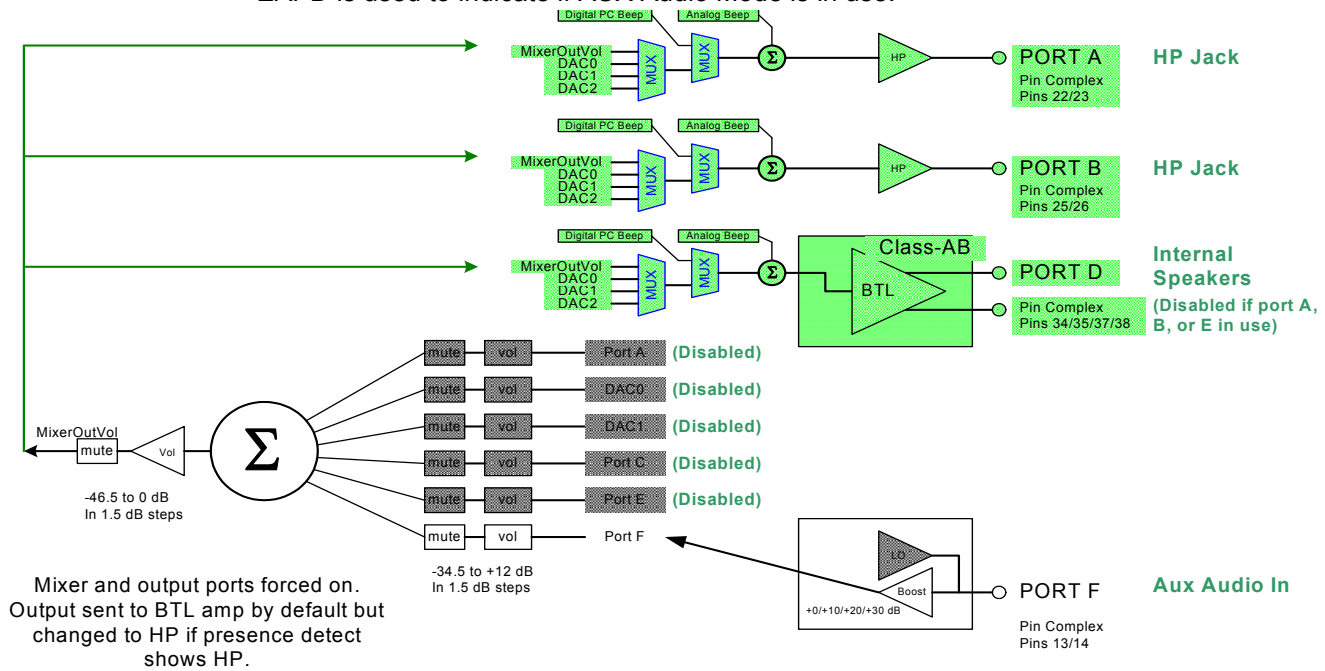 EAPD is used to indicate if AUX Audio Mode is in use.
Digital PC Beep
Analog Beep
MixerOutVol
DAC0
DAC1
DAC2
MUX
MUX
Σ
HP
PORT A
Pin Complex
Pins 22/23
HP Jack
Digital PC Beep
Analog Beep
MixerOutVol
DAC0
DAC1
DAC2
MUX
MUX
Σ
HP
PORT B
Pin Complex
Pins 25/26
HP Jack
Digital PC Beep
Analog Beep
MixerOutVol
DAC0
DAC1
DAC2
MUX
MUX
Σ
Class-AB
BTL
PORT D
Pin Complex
Pins 34/35/37/38
Internal
Speakers
(Disabled if port A,
B, or E in use)
mute vol Port A (Disabled)
mute vol DAC0 (Disabled)
mute vol DAC1 (Disabled)
mute vol Port C (Disabled)
mute vol Port E (Disabled)
mute vol Port F
-34.5 to +12 dB
In 1.5 dB steps
MixerOutVol
mute
Vol
Σ
-46.5 to 0 dB
In 1.5 dB steps
LO
Boost
+0/+10/+20/+30 dB
PORT F
Pin Complex
Pins 13/14
Aux Audio In
Mixer and output ports forced on.
Output sent to BTL amp by default but
changed to HP if presence detect
shows HP.